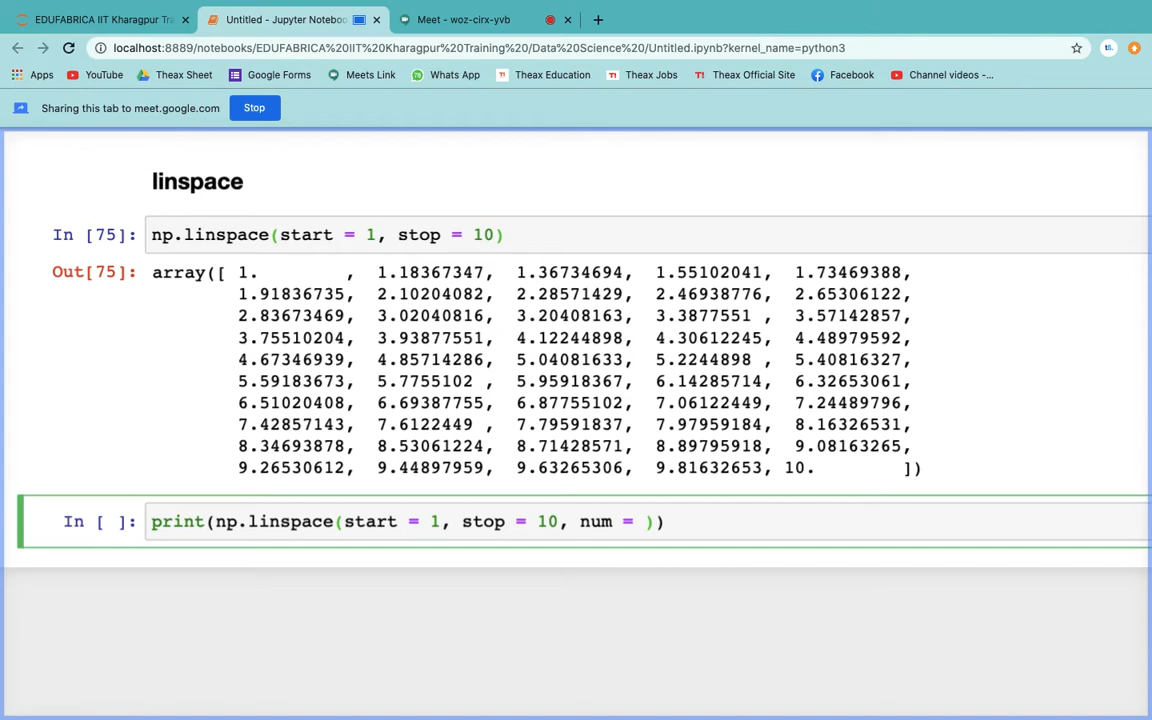 EDUFABRICA IIT Kharagpur Tra
Untitled - Jupyter Noteboo
Meet - woz-cirx-yvb
localhost:8889/notebooks/EDUFABRICA%20IIT%20Kharagpur%20Training%20/Data%20Science%20/Untitled.ipynb?kernel_name=python3
Apps YouTube Theax Sheet Google Forms Meets Link Whats App Theax Education Theax Jobs Theax Official Site Facebook Channel videos -...
Sharing this tab to meet.google.com Stop
linspace
In [75]: np.linspace(start = 1, stop = 10)
Out[75]: array([ 1.        ,  1.18367347,  1.36734694,  1.55102041,  1.73469388,
1.91836735,  2.10204082,  2.28571429,  2.46938776,  2.65306122,
2.83673469,  3.02040816,  3.20408163,  3.3877551 ,  3.57142857,
3.75510204,  3.93877551,  4.12244898,  4.30612245,  4.48979592,
4.67346939,  4.85714286,  5.04081633,  5.2244898 ,  5.40816327,
5.59183673,  5.7755102 ,  5.95918367,  6.14285714,  6.32653061,
6.51020408,  6.69387755,  6.87755102,  7.06122449,  7.24489796,
7.42857143,  7.6122449 ,  7.79591837,  7.97959184,  8.16326531,
8.34693878,  8.53061224,  8.71428571,  8.89795918,  9.08163265,
9.26530612,  9.44897959,  9.63265306,  9.81632653, 10.        ])
In [ ]: print(np.linspace(start = 1, stop = 10, num = ))